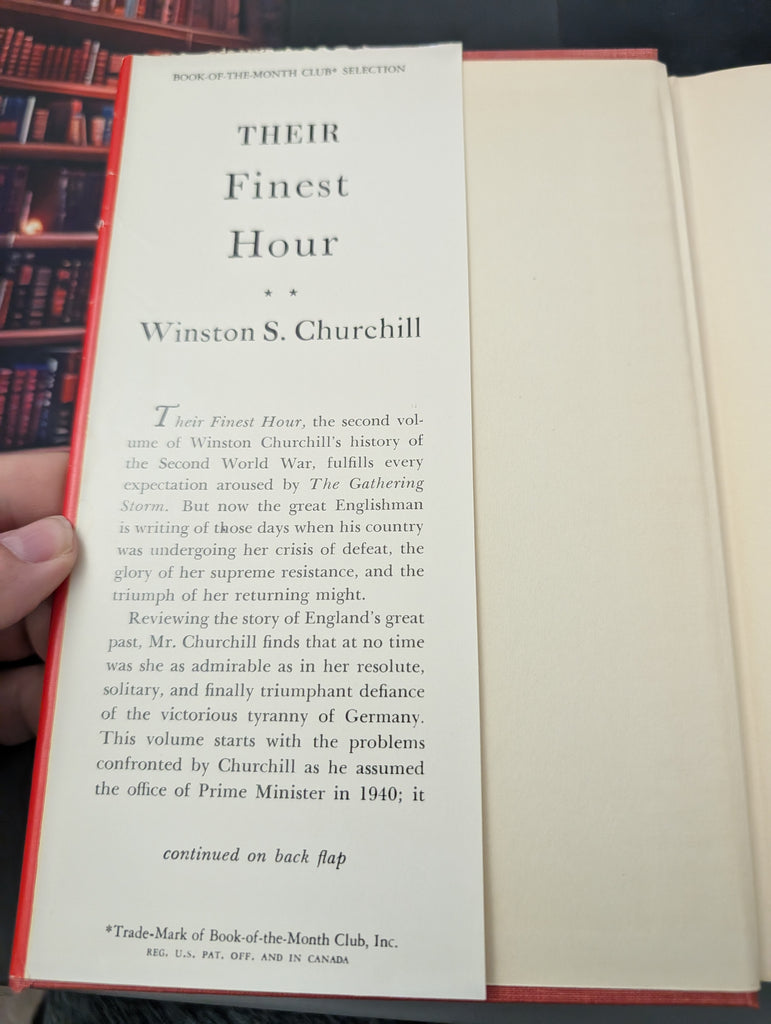 BOOK-OF-THE-MONTH CLUB* SELECTION
THEIR
Finest
Hour
* *
Winston S. Churchill
Their Finest Hour, the second vol-
ume of Winston Churchill's history of
the Second World War, fulfills every
expectation aroused by The Gathering
Storm. But now the great Englishman
is writing of those days when his country
was undergoing her crisis of defeat, the
glory of her supreme resistance, and the
triumph of her returning might.
Reviewing the story of England's great
past, Mr. Churchill finds that at no time
was she as admirable as in her resolute,
solitary, and finally triumphant defiance
of the victorious tyranny of Germany.
This volume starts with the problems
confronted by Churchill as he assumed
the office of Prime Minister in 1940; it
continued on back flap
*Trade-Mark of Book-of-the-Month Club, Inc.
REG. U.S. PAT. OFF. AND IN CANADA